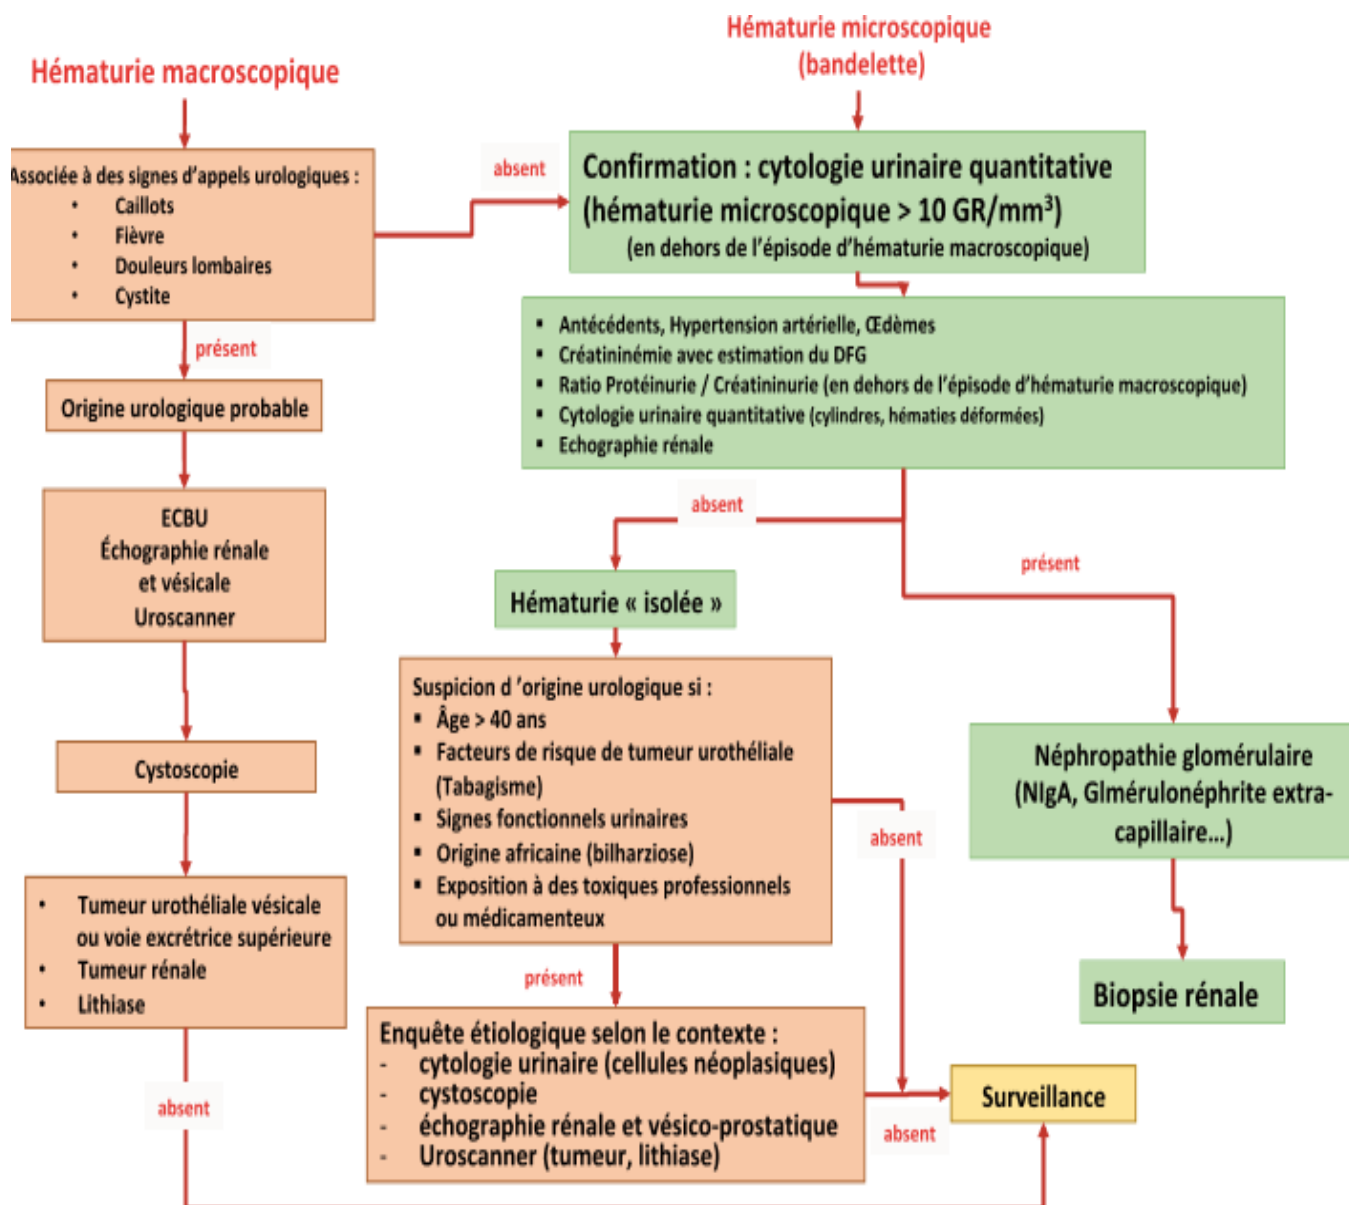 Hématurie macroscopique
Hématurie microscopique
(bandelette)
Associée à des signes d'appels urologiques :
• Caillots
• Fièvre
• Douleurs lombaires
• Cystite
absent
Confirmation : cytologie urinaire quantitative
(hématurie microscopique > 10 GR/mm³)
(en dehors de l'épisode d'hématurie macroscopique)
présent
▪ Antécédents, Hypertension artérielle, Œdèmes
▪ Créatininémie avec estimation du DFG
▪ Ratio Protéinurie / Créatininurie (en dehors de l'épisode d'hématurie macroscopique)
▪ Cytologie urinaire quantitative (cylindres, hématies déformées)
▪ Echographie rénale
Origine urologique probable
ECBU
Échographie rénale
et vésicale
Uroscanner
Cystoscopie
• Tumeur urothéliale vésicale
ou voie excrétrice supérieure
• Tumeur rénale
• Lithiase
absent
absent
présent
Hématurie « isolée »
Suspicion d 'origine urologique si :
▪ Âge > 40 ans
▪ Facteurs de risque de tumeur urothéliale
(Tabagisme)
▪ Signes fonctionnels urinaires
▪ Origine africaine (bilharziose)
▪ Exposition à des toxiques professionnels
ou médicamenteux
absent
présent
Enquête étiologique selon le contexte :
- cytologie urinaire (cellules néoplasiques)
- cystoscopie
- échographie rénale et vésico-prostatique
- Uroscanner (tumeur, lithiase)
absent
Néphropathie glomérulaire
(NIgA, Glmérulonéphrite extra-
capillaire...)
Biopsie rénale
Surveillance